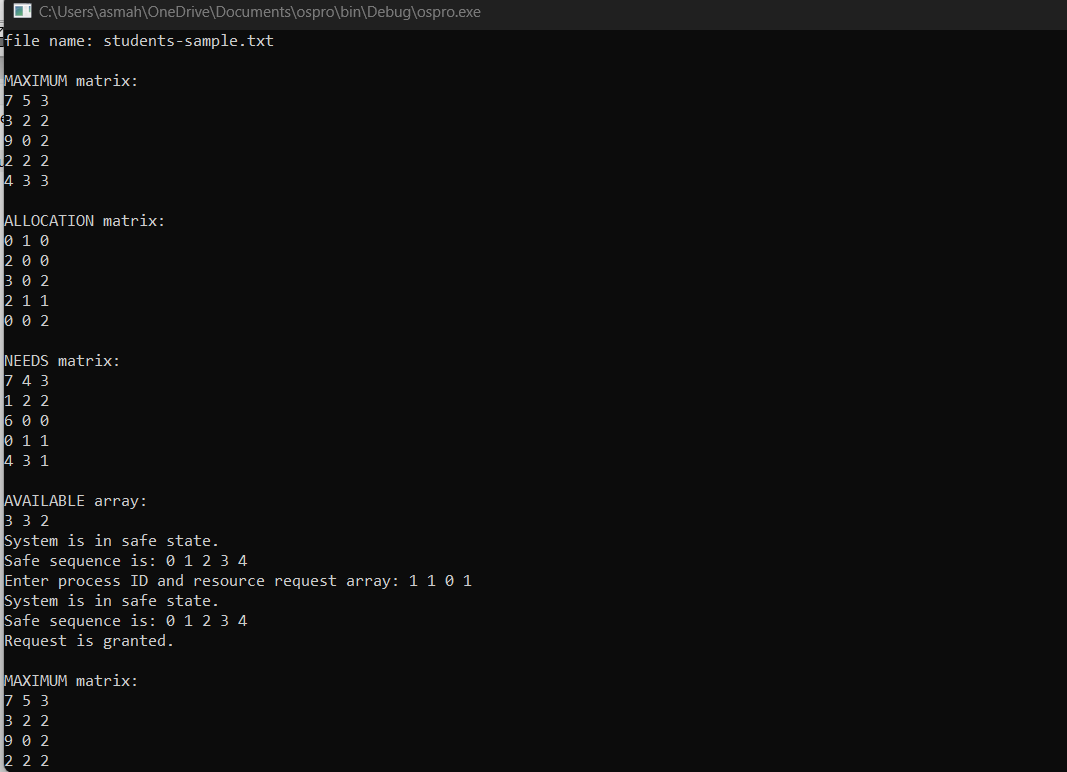 C:\Users\asmah\OneDrive\Documents\ospro\bin\Debug\ospro.exe
file name: students-sample.txt
MAXIMUM matrix:
7 5 3
3 2 2
9 0 2
2 2 2
4 3 3
ALLOCATION matrix:
0 1 0
2 0 0
3 0 2
2 1 1
0 0 2
NEEDS matrix:
7 4 3
1 2 2
6 0 0
0 1 1
4 3 1
AVAILABLE array:
3 3 2
System is in safe state.
Safe sequence is: 0 1 2 3 4
Enter process ID and resource request array: 1 1 0 1
System is in safe state.
Safe sequence is: 0 1 2 3 4
Request is granted.
MAXIMUM matrix:
7 5 3
3 2 2
9 0 2
2 2 2